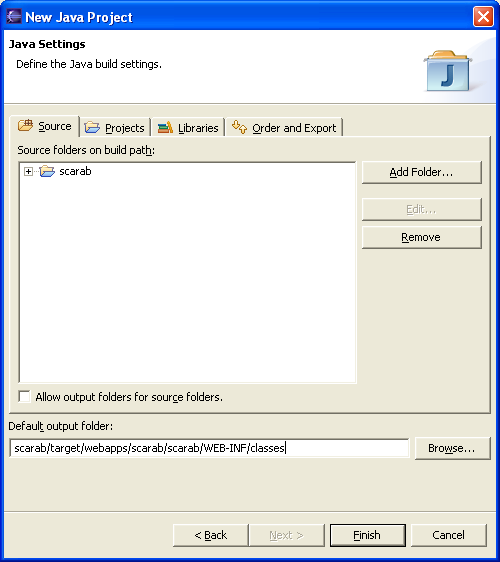 New Java Project
Java Settings
Define the Java build settings.
J
Source Projects Libraries Order and Export
Source folders on build path:
scarab
Add Folder...
Edit...
Remove
Allow output folders for source folders.
Default output folder:
scarab/target/webapps/scarab/scarab/WEB-INF/classes
Browse...
< Back Next > Finish Cancel